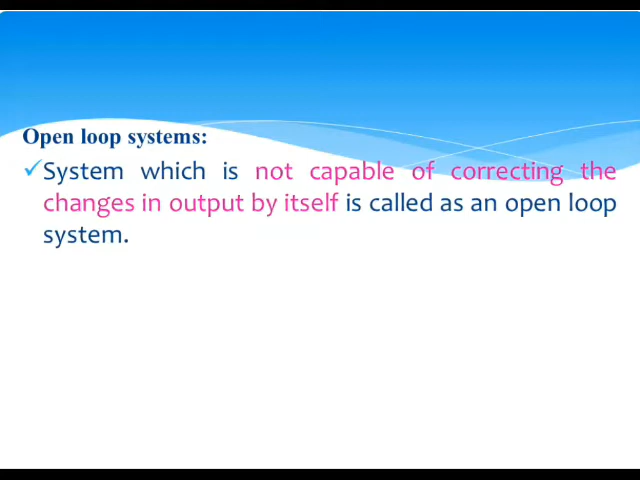 Open loop systems:
✓System which is not capable of correcting the
changes in output by itself is called as an open loop
system.